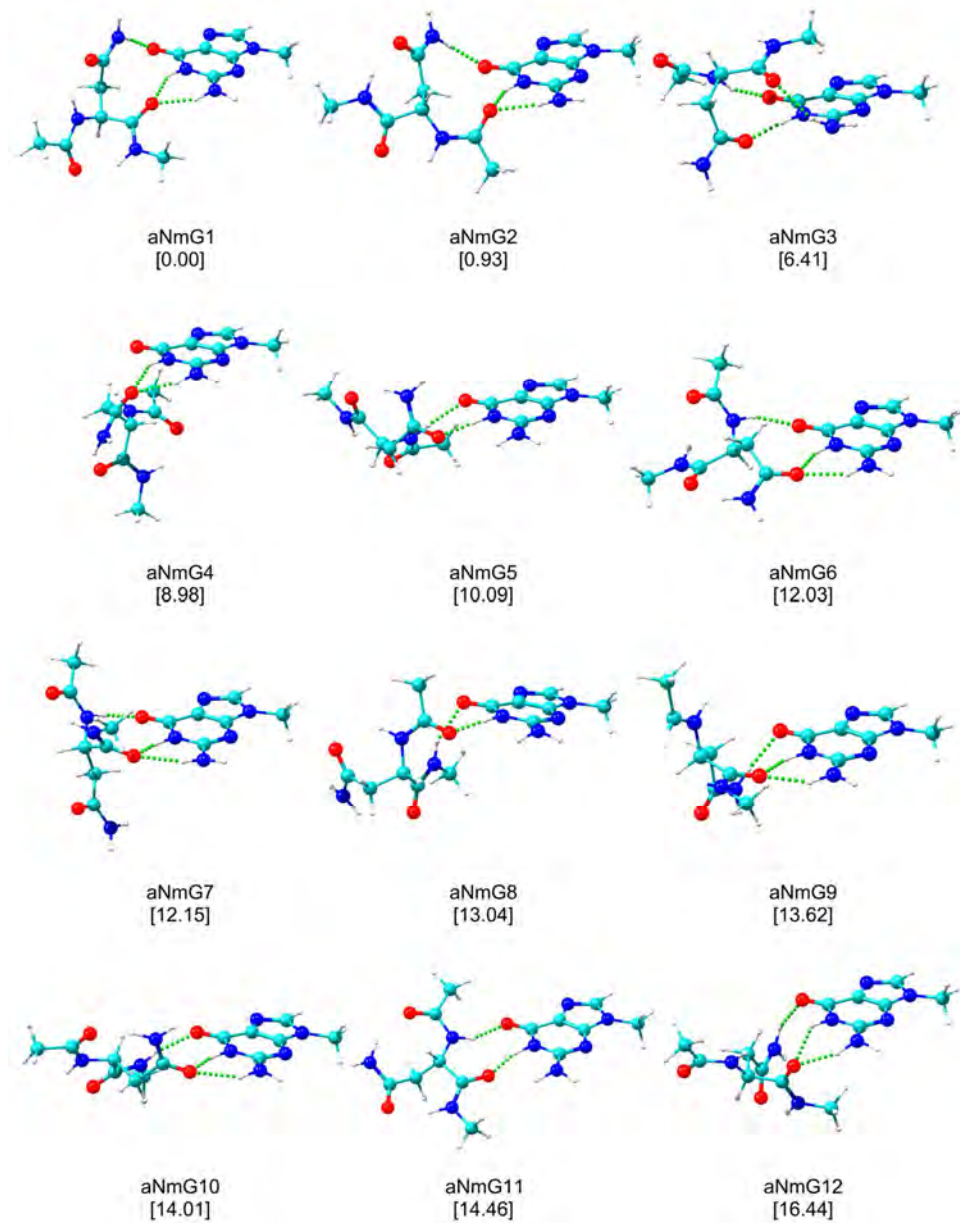 aNmG1
[0.00]
aNmG2
[0.93]
aNmG3
[6.41]
aNmG4
[8.98]
aNmG5
[10.09]
aNmG6
[12.03]
aNmG7
[12.15]
aNmG8
[13.04]
aNmG9
[13.62]
aNmG10
[14.01]
aNmG11
[14.46]
aNmG12
[16.44]